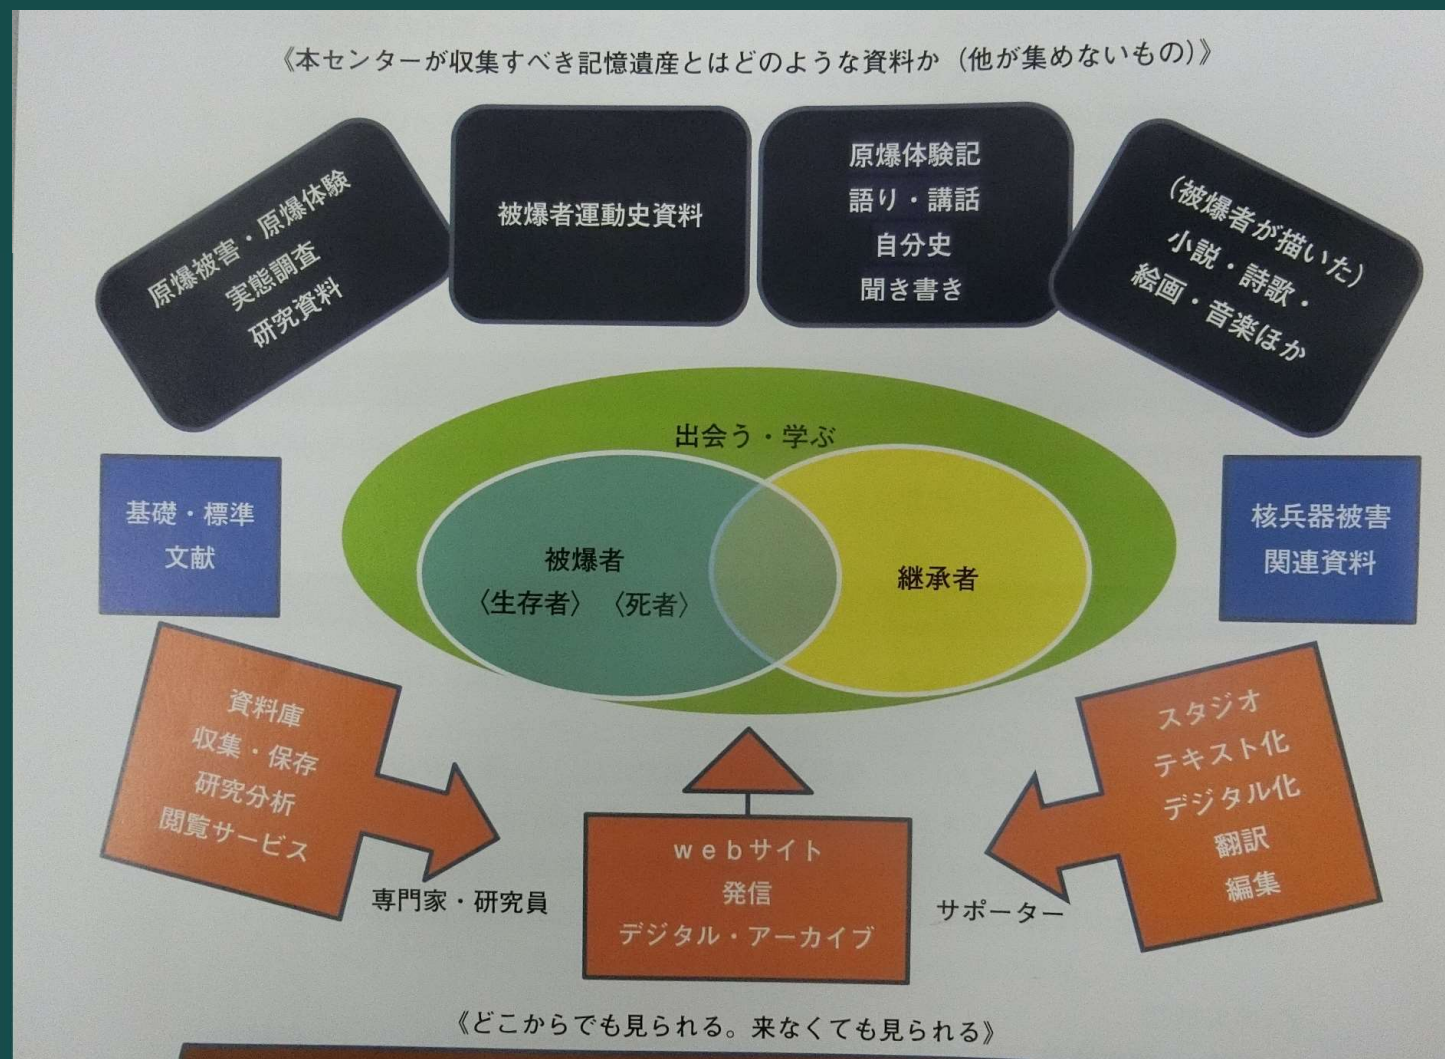 《本センターが収集すべき記憶遺産とはどのような資料か（他が集めないもの）》
原爆被害・原爆体験
実態調査
研究資料
被爆者運動史資料
原爆体験記
語り・講話
自分史
聞き書き
（被爆者が描いた）
小説・詩歌・
絵画・音楽ほか
出会う・学ぶ
基礎・標準
文献
被爆者
〈生存者〉〈死者〉
継承者
核兵器被害
関連資料
資料庫
収集・保存
研究分析
閲覧サービス
専門家・研究員
webサイト
発信
デジタル・アーカイブ
サポーター
スタジオ
テキスト化
デジタル化
翻訳
編集
《どこからでも見られる。来なくても見られる》